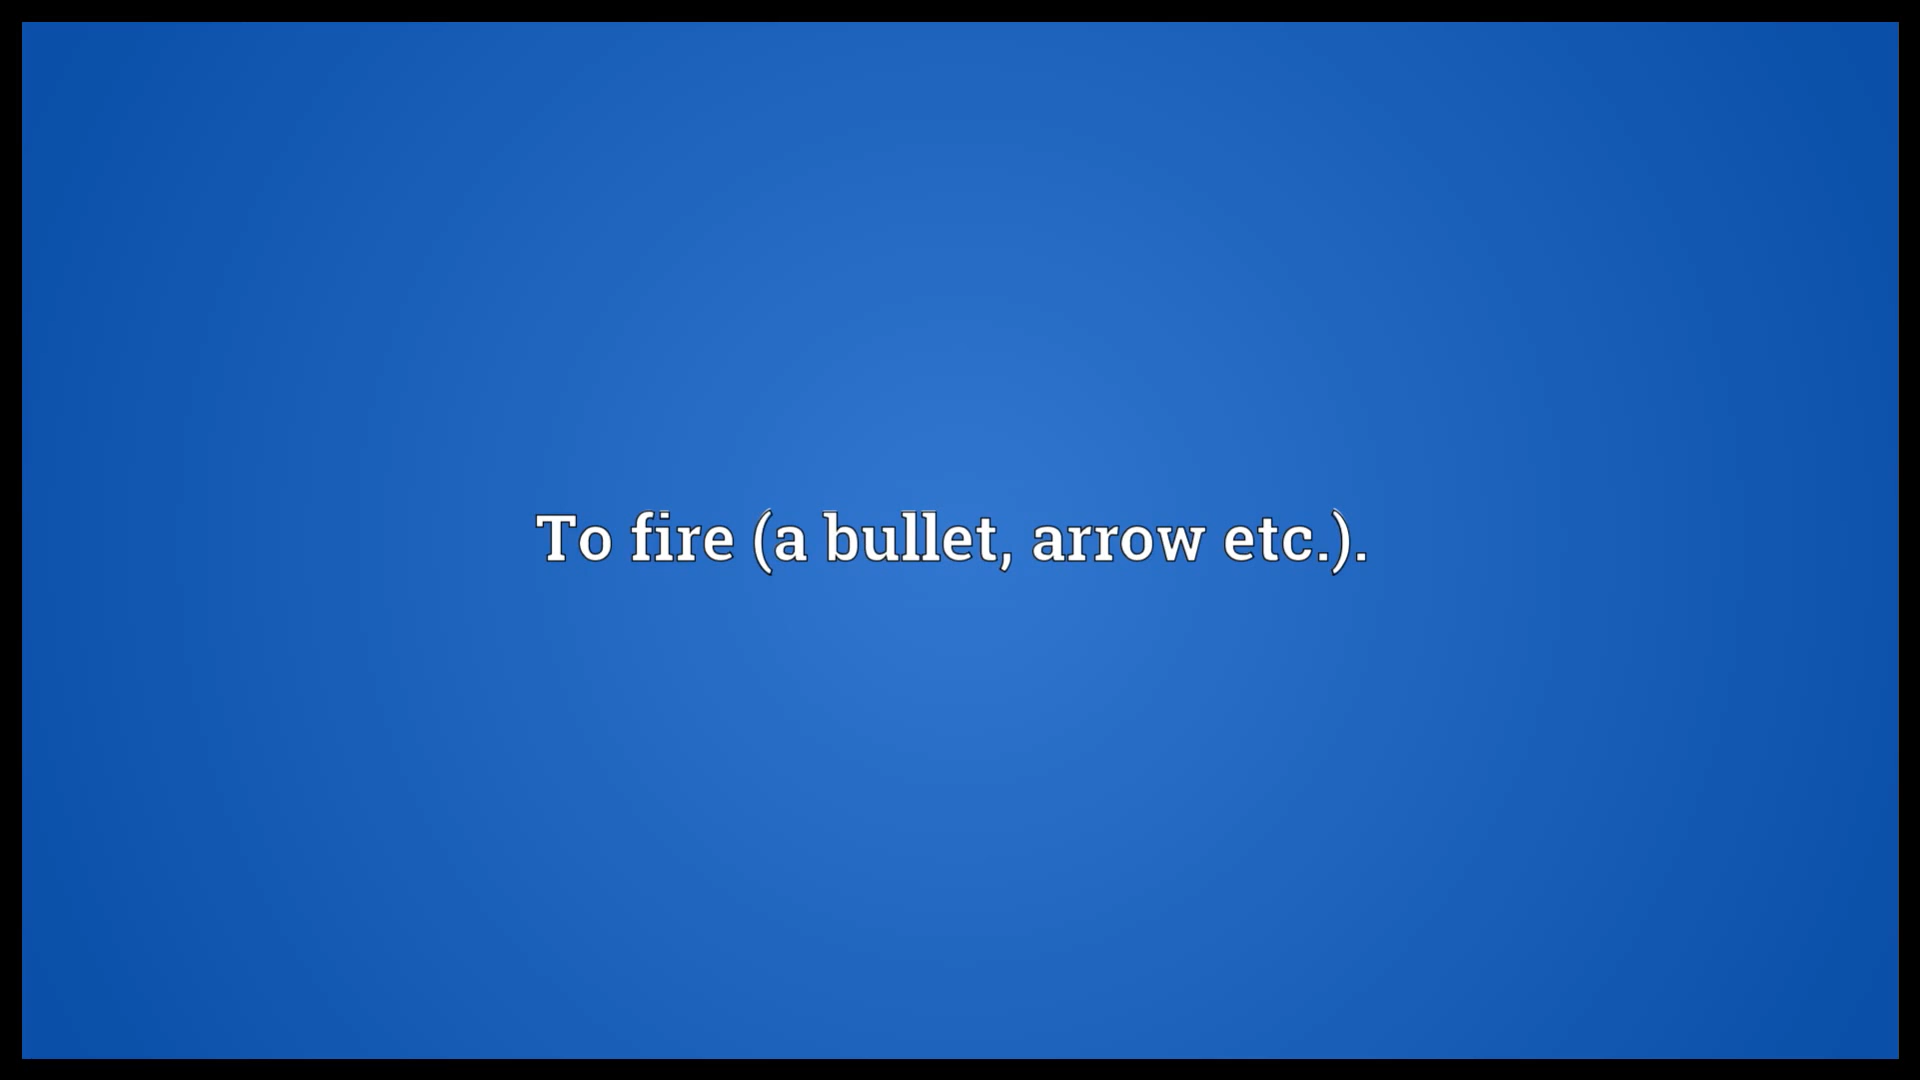 To fire (a bullet, arrow etc.).